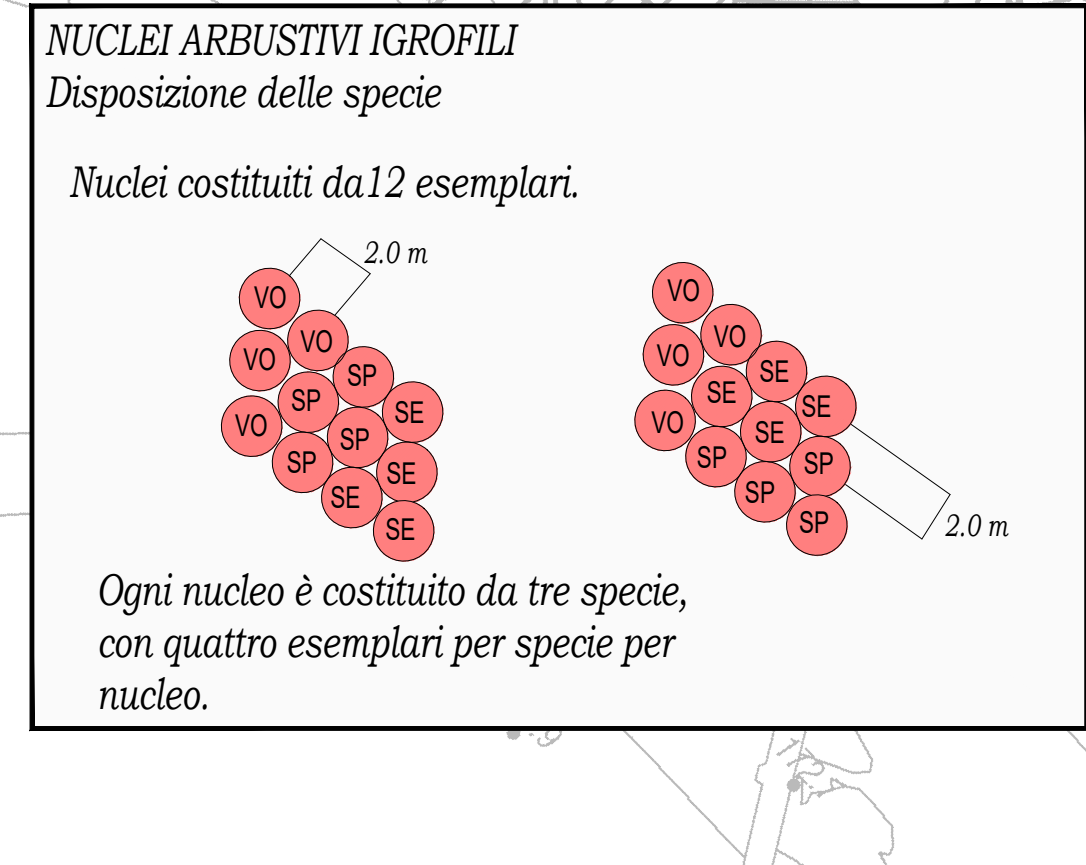 NUCLEI ARBUSTIVI IGROFILI
Disposizione delle specie
Nuclei costituiti da12 esemplari.
2.0 m
VO
VO
VO
SP
SP
SE
VO
SP
SP
SE
SE
SE
VO
VO
VO
SE
SE
SE
VO
SE
SP
SP
SP
SP
2.0 m
Ogni nucleo è costituito da tre specie,
con quattro esemplari per specie per
nucleo.